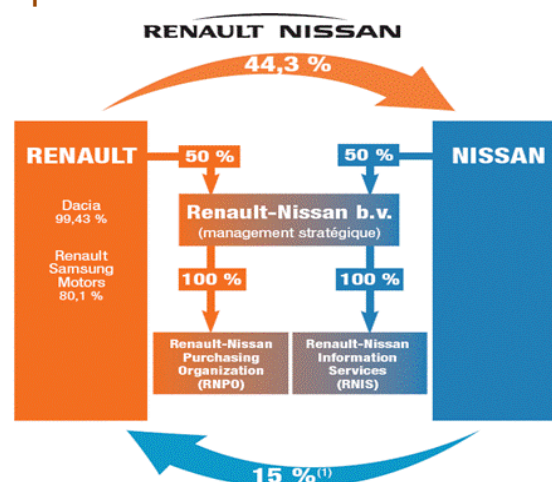 RENAULT NISSAN
44,3 %
RENAULT
50 %
50 %
NISSAN
Dacia
99,43 %
Renault-Nissan b.v.
(management stratégique)
Renault
Samsung
Motors
80,1 %
100 %
100 %
Renault-Nissan
Purchasing
Organization
(RNPO)
Renault-Nissan
Information
Services
(RNIS)
15 %(1)